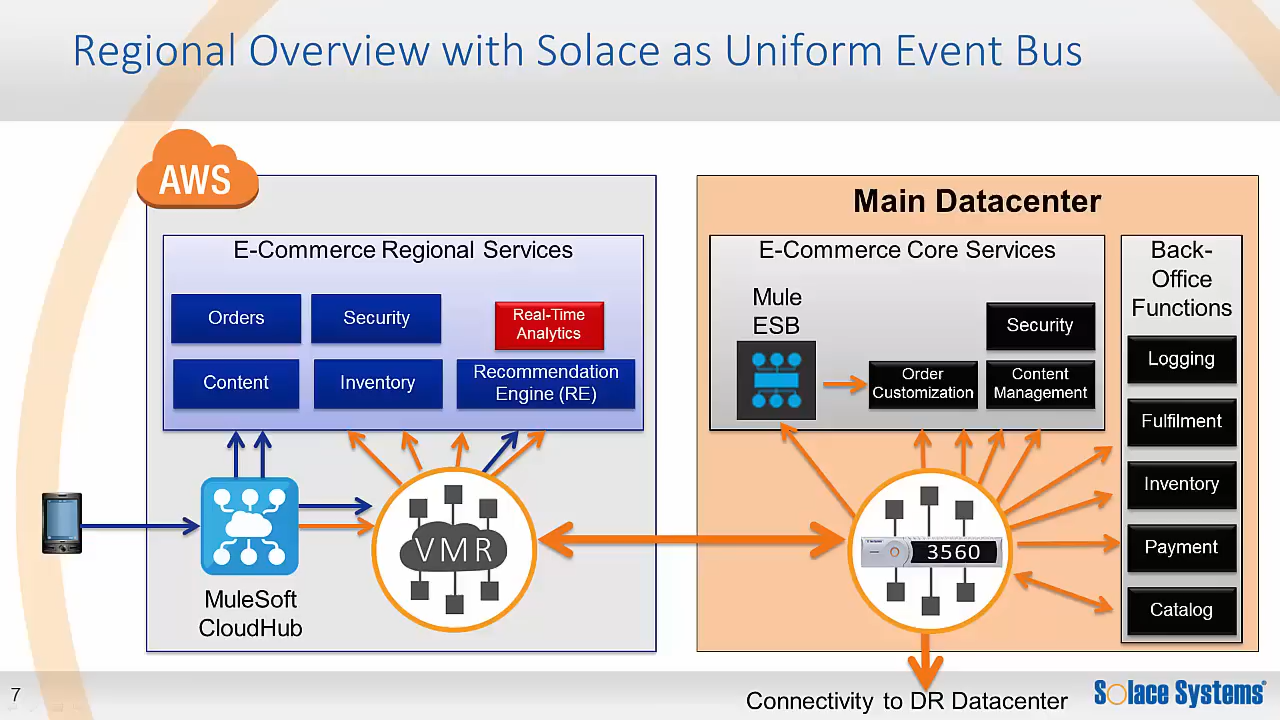 Regional Overview with Solace as Uniform Event Bus
AWS
E-Commerce Regional Services
Orders
Security
Real-Time
Analytics
Content
Inventory
Recommendation
Engine (RE)
MuleSoft
CloudHub
VMR
Main Datacenter
E-Commerce Core Services
Mule
ESB
Security
Order
Customization
Content
Management
3560
Back-
Office
Functions
Logging
Fulfilment
Inventory
Payment
Catalog
7
Connectivity to DR Datacenter
Solace Systems®